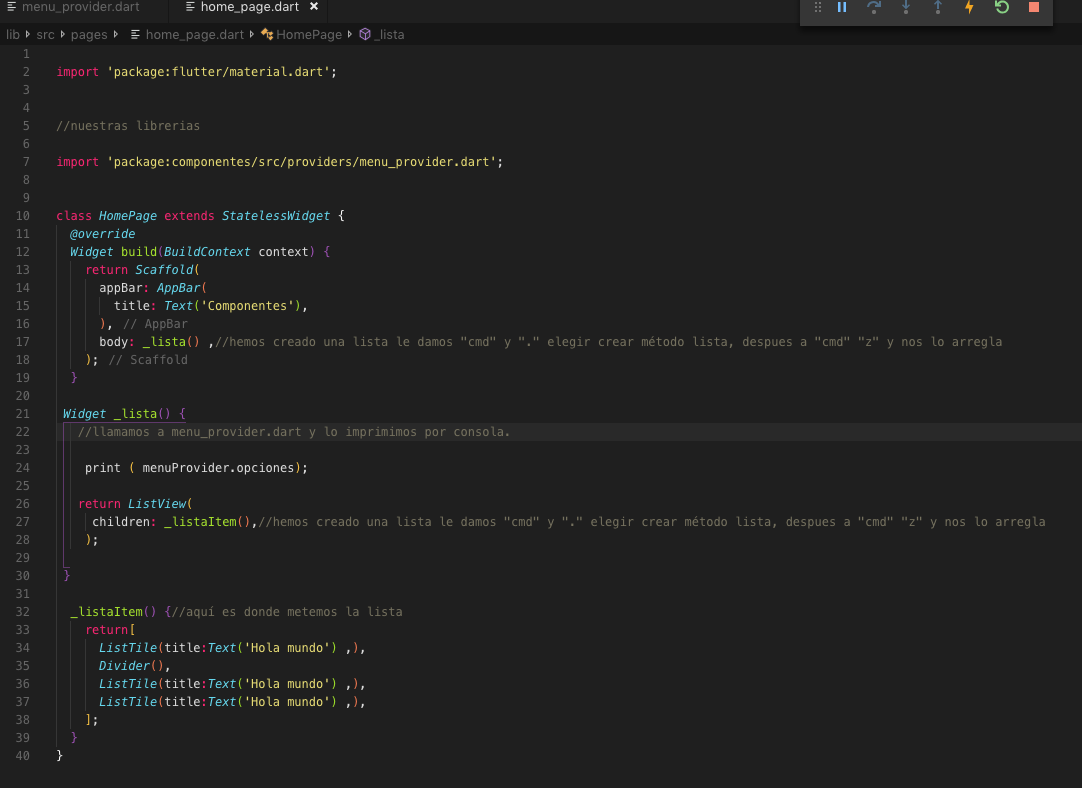 menu_provider.dart
home_page.dart ×
lib src pages home_page.dart HomePage _lista
1
2 import 'package:flutter/material.dart';
3
4
5 //nuestras librerias
6
7 import 'package:componentes/src/providers/menu_provider.dart';
8
9
10 class HomePage extends StatelessWidget {
11 @override
12 Widget build(BuildContext context) {
13 return Scaffold(
14 appBar: AppBar(
15 title: Text('Componentes'),
16 ), // AppBar
17 body: _lista() ,//hemos creado una lista le damos "cmd" y "." elegir crear método lista, despues a "cmd" "z" y nos lo arregla
18 ); // Scaffold
19 }
20
21 Widget _lista() {
22 //llamamos a menu_provider.dart y lo imprimimos por consola.
23
24 print ( menuProvider.opciones);
25
26 return ListView(
27 children: _listaItem(),//hemos creado una lista le damos "cmd" y "." elegir crear método lista, despues a "cmd" "z" y nos lo arregla
28 );
29
30 }
31
32 _listaItem() {//aquí es donde metemos la lista
33 return[
34 ListTile(title:Text('Hola mundo') ,),
35 Divider(),
36 ListTile(title:Text('Hola mundo') ,),
37 ListTile(title:Text('Hola mundo') ,),
38 ];
39 }
40 }